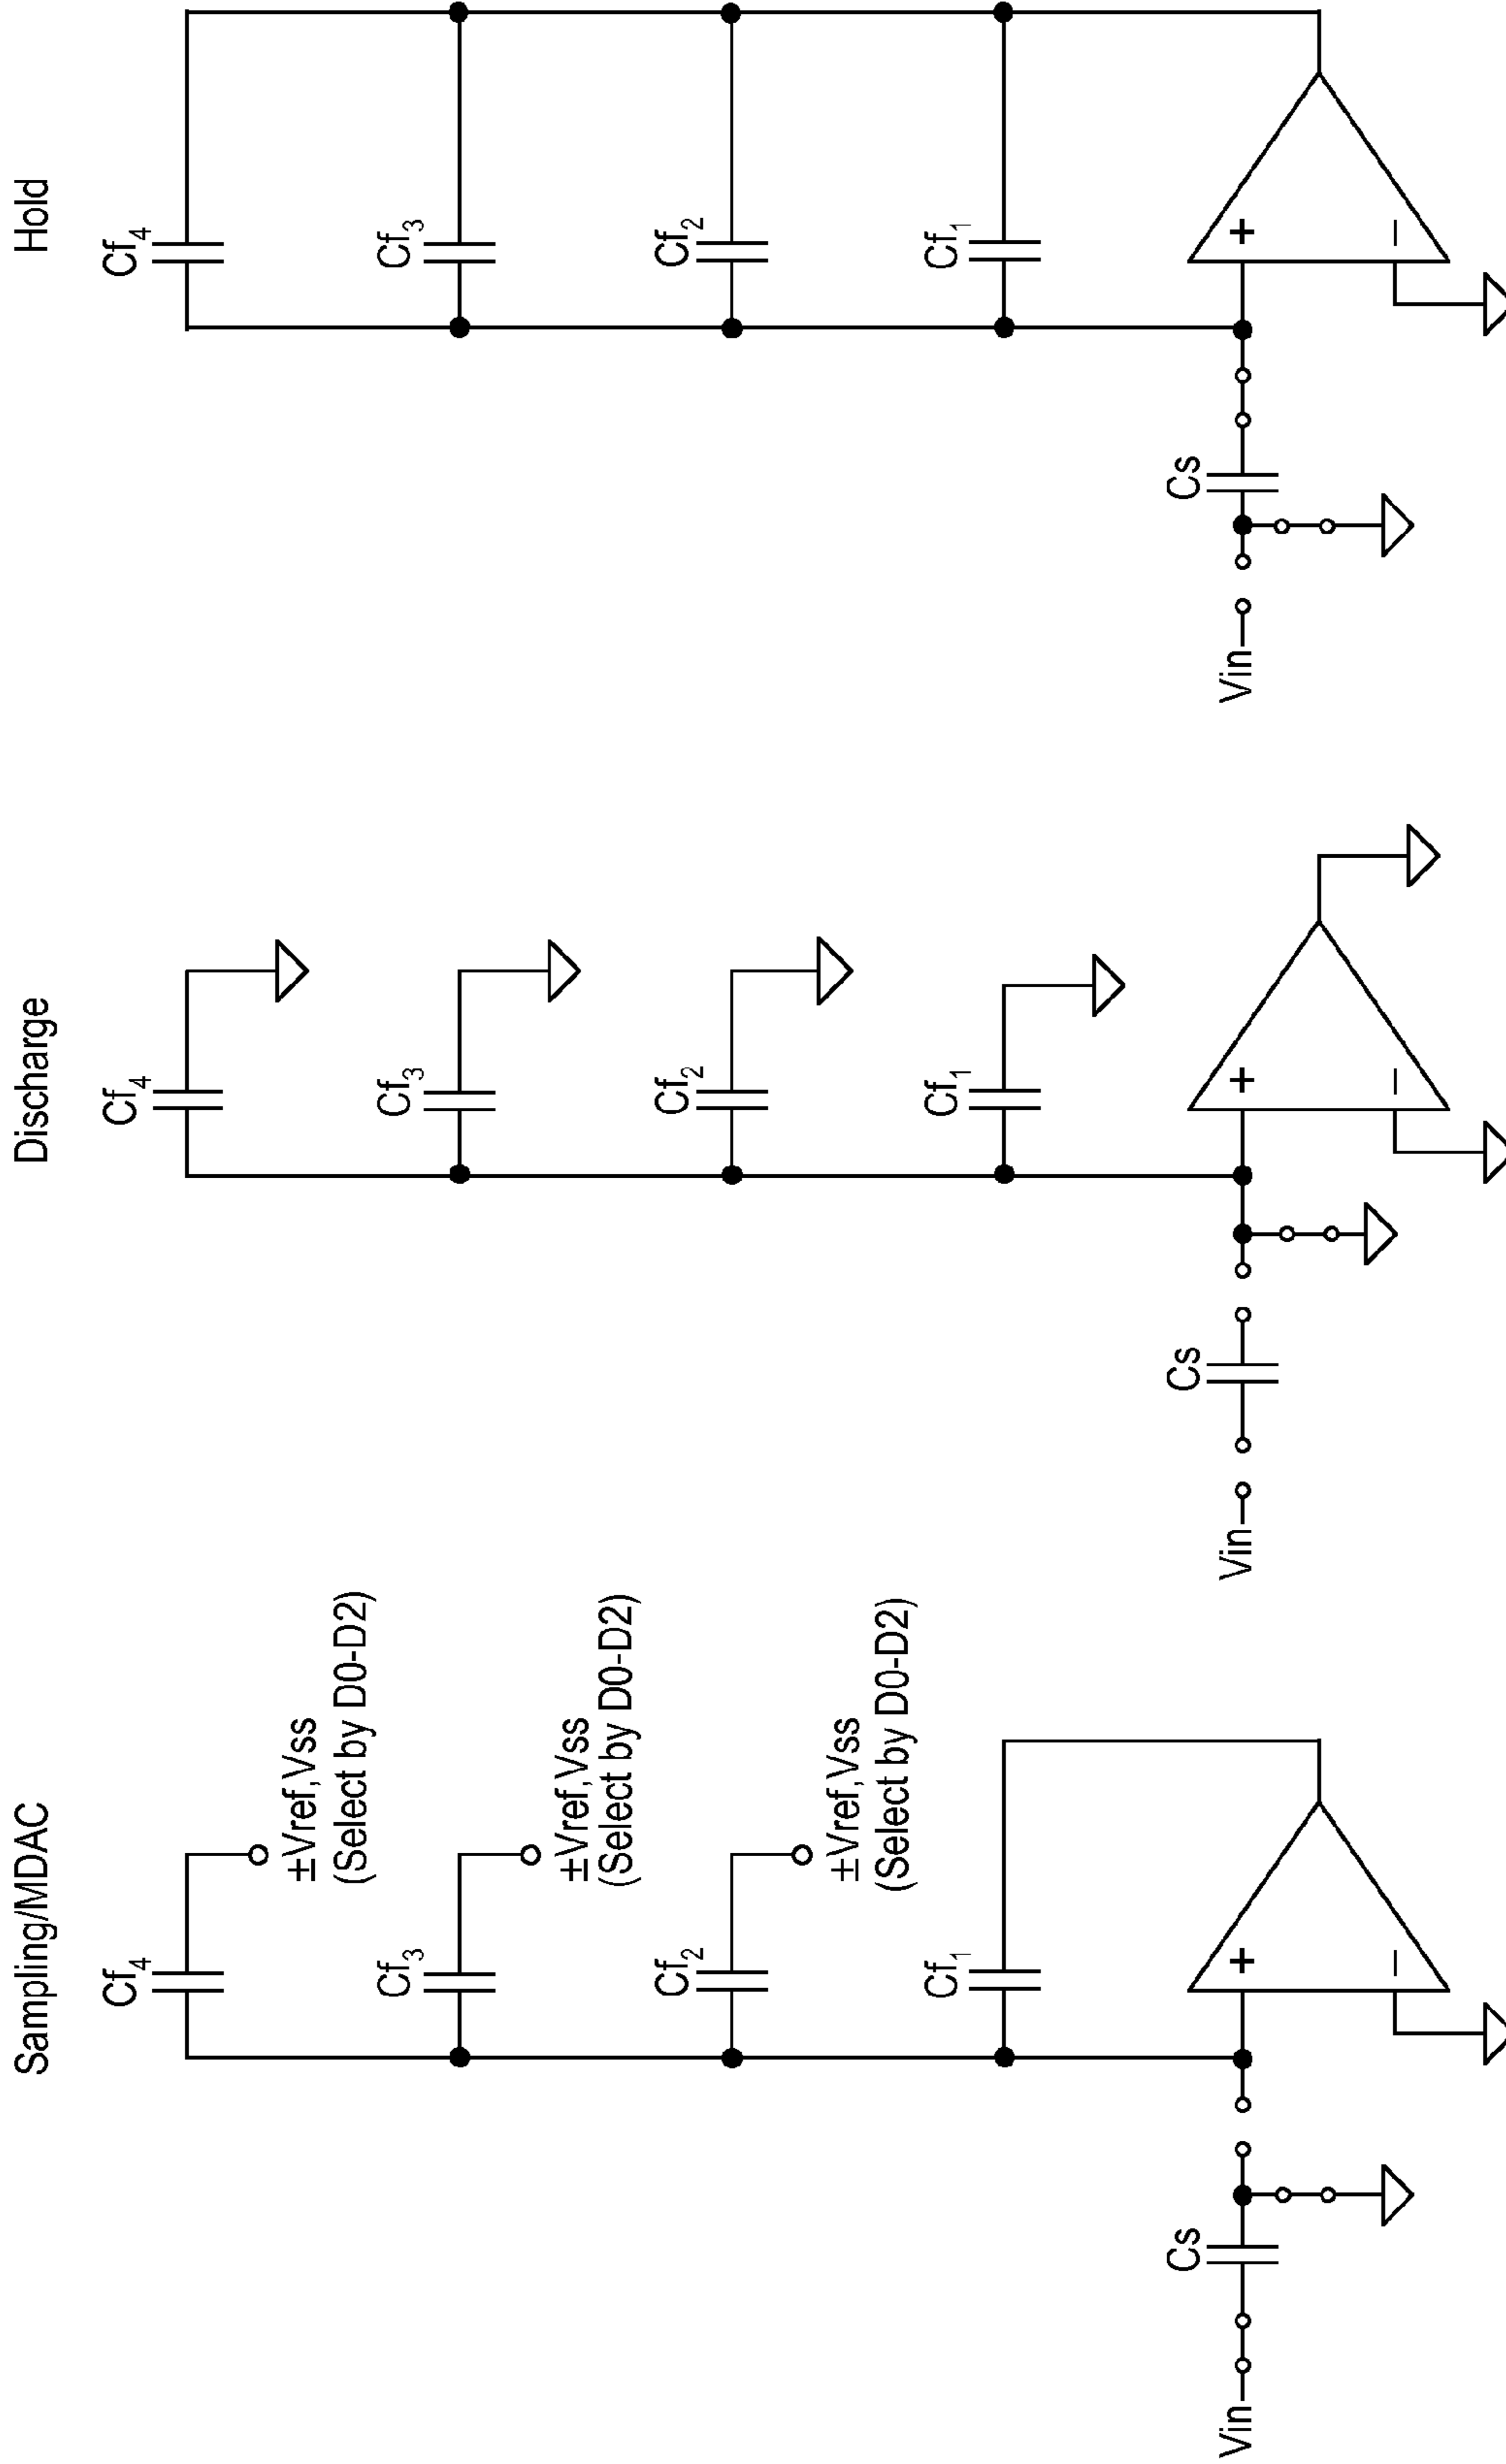 Sampling/MDAC
Cf4
±Vref,Vss
(Select by D0-D2)
Cf3
±Vref,Vss
(Select by D0-D2)
Cf2
±Vref,Vss
(Select by D0-D2)
Cf1
Vin
Cs
+
−
Discharge
Cf4
Cf3
Cf2
Cf1
Vin
Cs
+
−
Hold
Cf4
Cf3
Cf2
Cf1
Vin
Cs
+
−